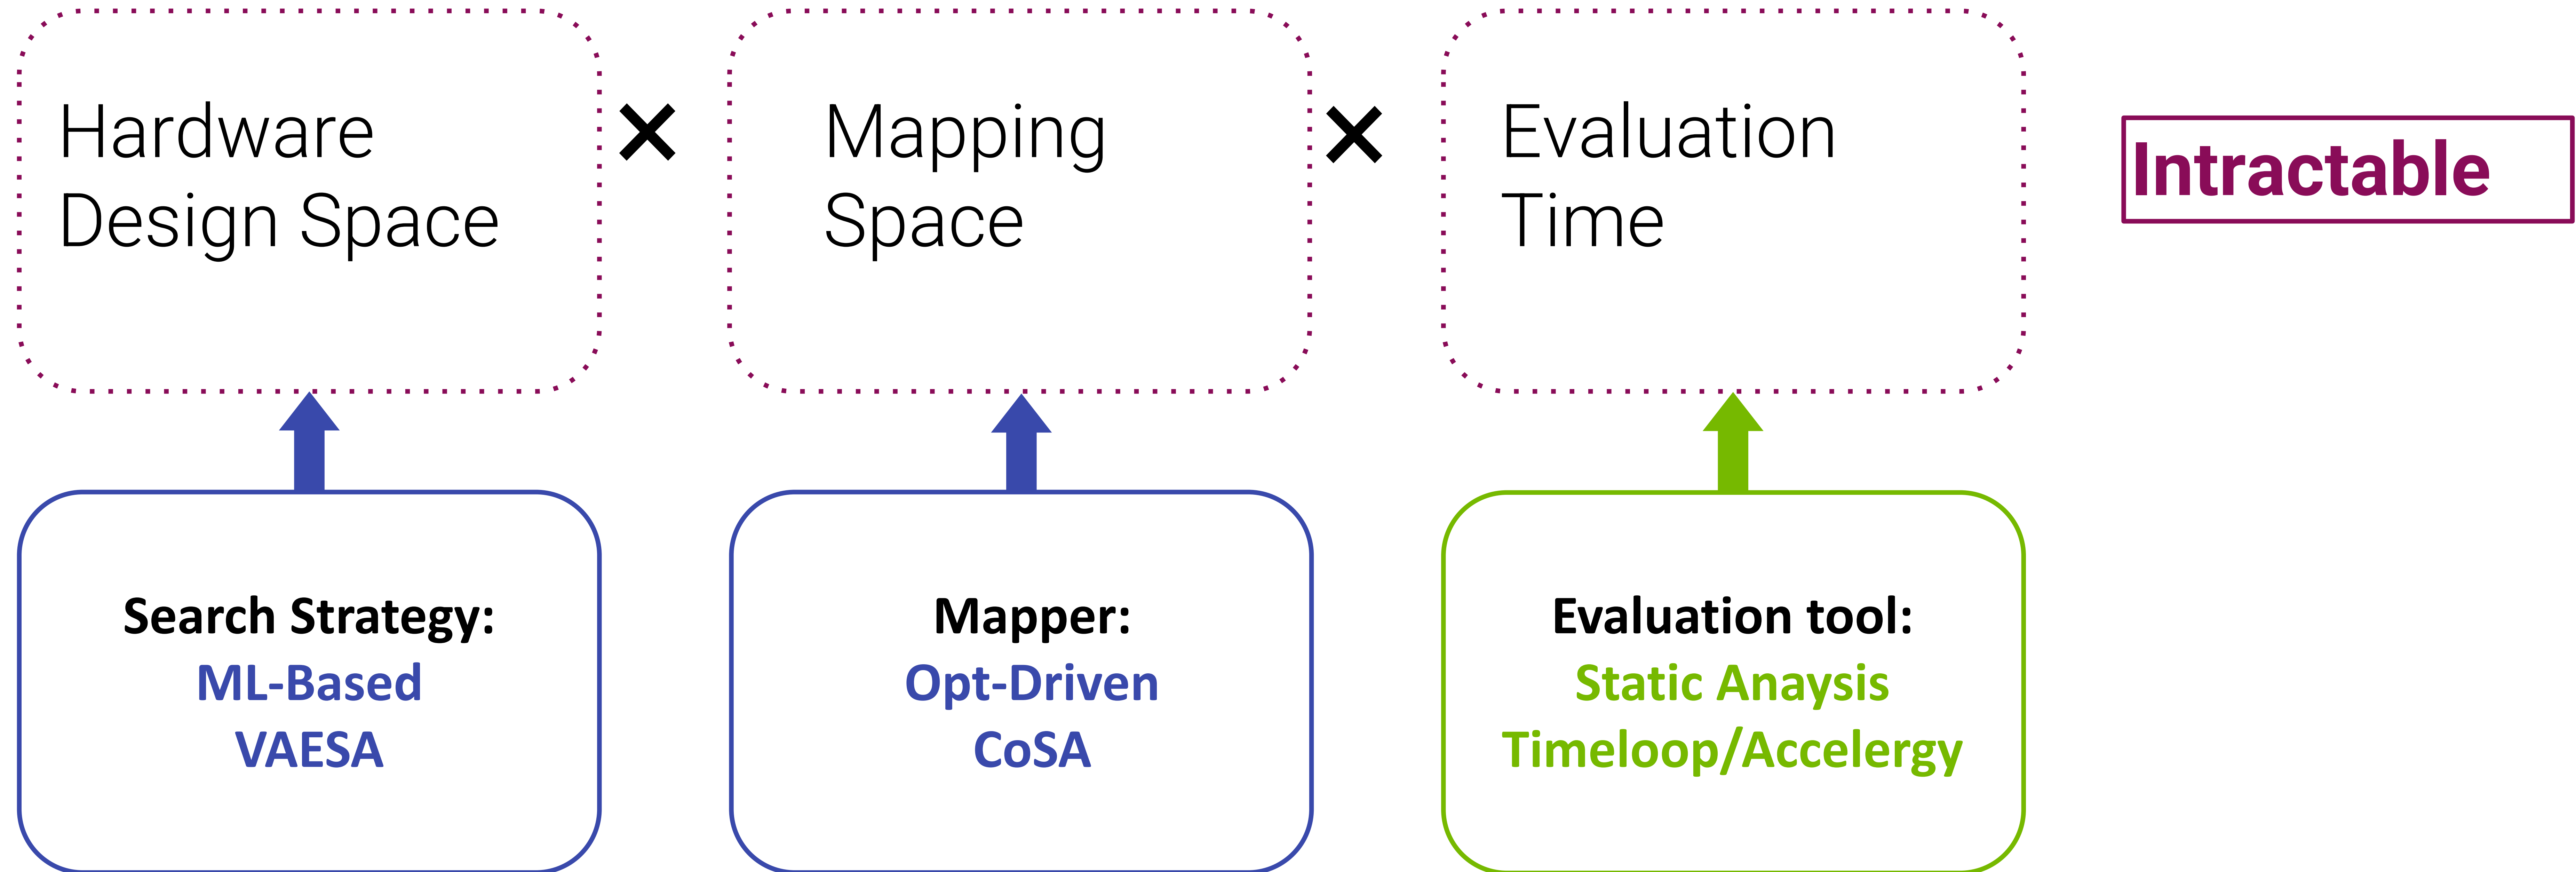 Hardware
Design Space
×
Mapping
Space
×
Evaluation
Time
Intractable
Search Strategy:
ML-Based
VAESA
Mapper:
Opt-Driven
CoSA
Evaluation tool:
Static Anaysis
Timeloop/Accelergy